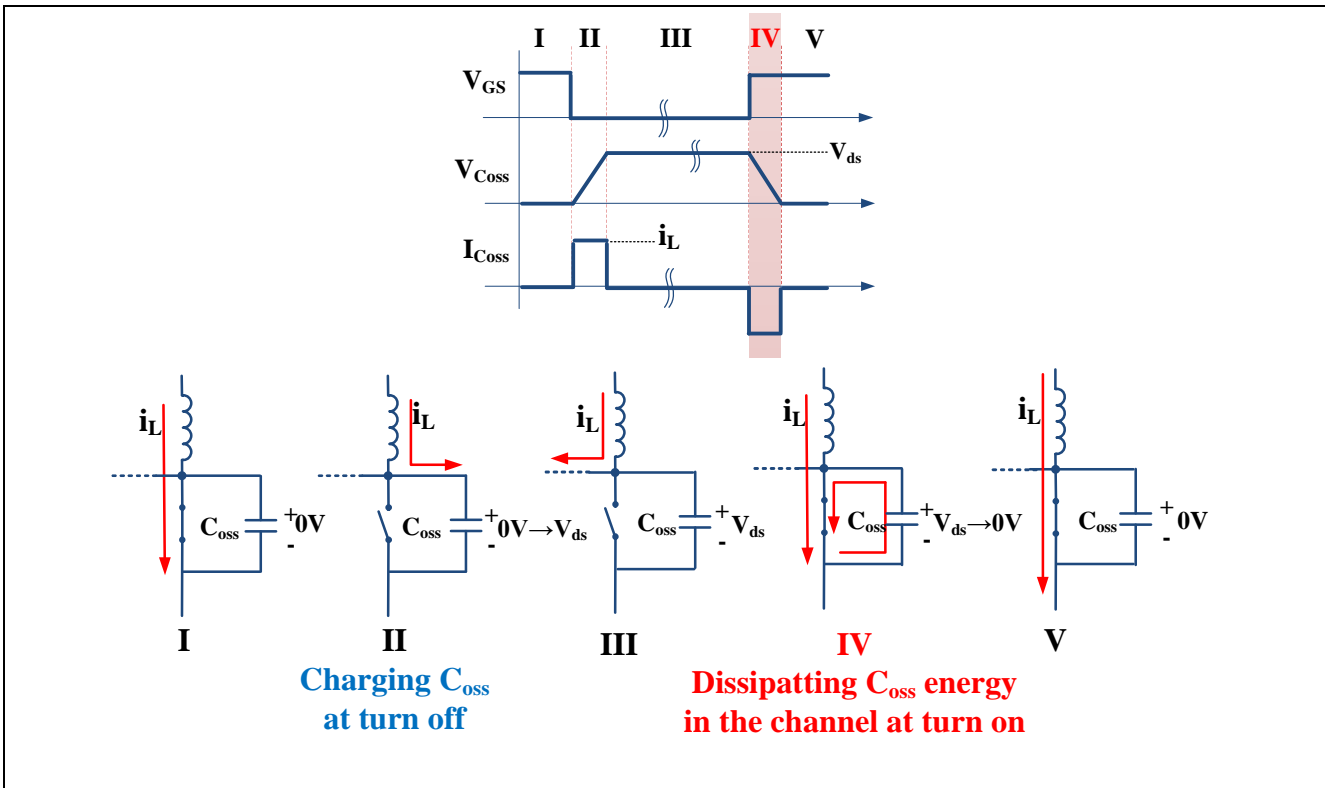 I II III IV V
VGS
Vds
VCoss
iL
ICoss
iL iL iL iL iL
Coss +0V-
Coss +0V→Vds-
Coss +Vds-
Coss +Vds→0V-
Coss +0V-
I II III IV V
Charging Coss
at turn off
Dissipatting Coss energy
in the channel at turn on